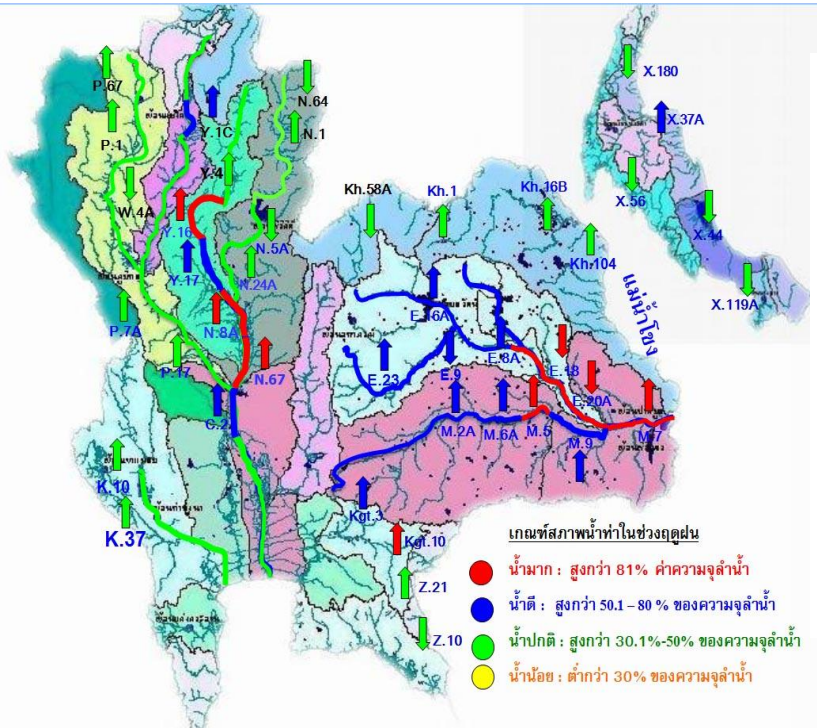 P.67
P.1
W.4A
P.7A
P.17
Y.1C
Y.4
Y.16
Y.17
N.64
N.1
N.5A
N.24A
N.8A
N.67
C.2
K.10
K.37
Kh.58A
Kh.1
Kh.16B
Kh.104
แม่น้ำโขง
E.16A
E.23
E.9
E.8A
E.18
E.20A
M.2A
M.6A
M.5
M.9
M.7
Kgt.3
Kgt.10
Z.21
Z.10
X.180
X.37A
X.56
X.44
X.119A
เกณฑ์สภาพน้ำท่าในช่วงฤดูฝน
น้ำมาก : สูงกว่า 81% ค่าความจุลำน้ำ
น้ำดี : สูงกว่า 50.1 – 80 % ของความจุลำน้ำ
น้ำปกติ : สูงกว่า 30.1%-50% ของความจุลำน้ำ
น้ำน้อย : ต่ำกว่า 30% ของความจุลำน้ำ